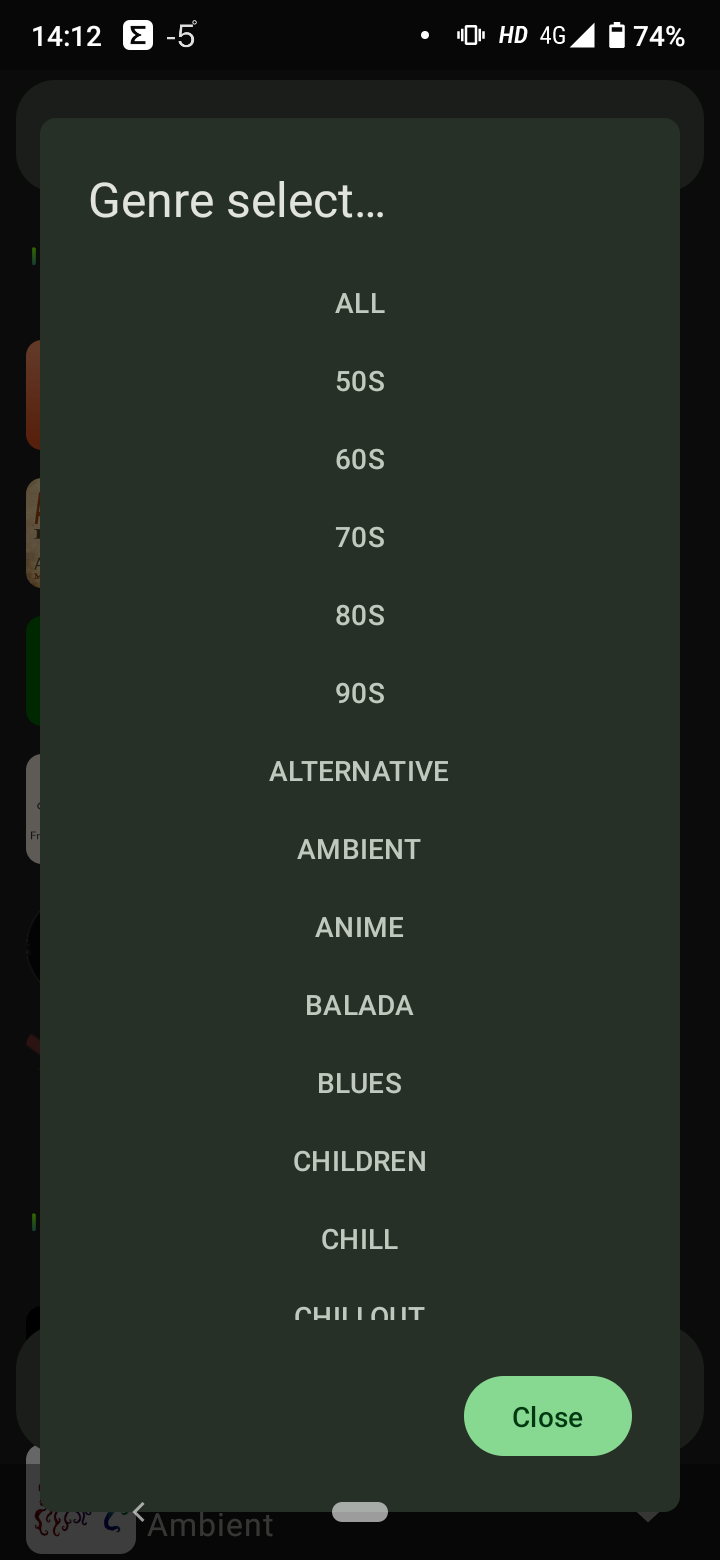 14:12 Σ -5° HD 4G 74%
Genre select…
ALL
50S
60S
70S
80S
90S
ALTERNATIVE
AMBIENT
ANIME
BALADA
BLUES
CHILDREN
CHILL
CHILLOUT
Close
Ambient